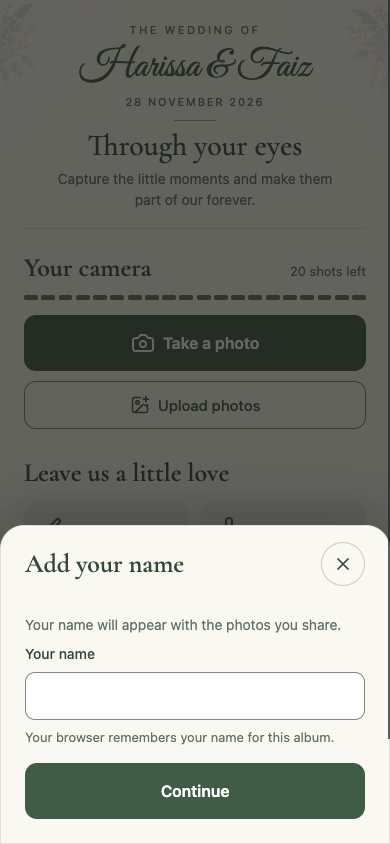 THE WEDDING OF
Harissa & Faiz
28 NOVEMBER 2026
Through your eyes
Capture the little moments and make them
part of our forever.
Your camera
20 shots left
Take a photo
Upload photos
Leave us a little love
Add your name
Your name will appear with the photos you share.
Your name
Your browser remembers your name for this album.
Continue